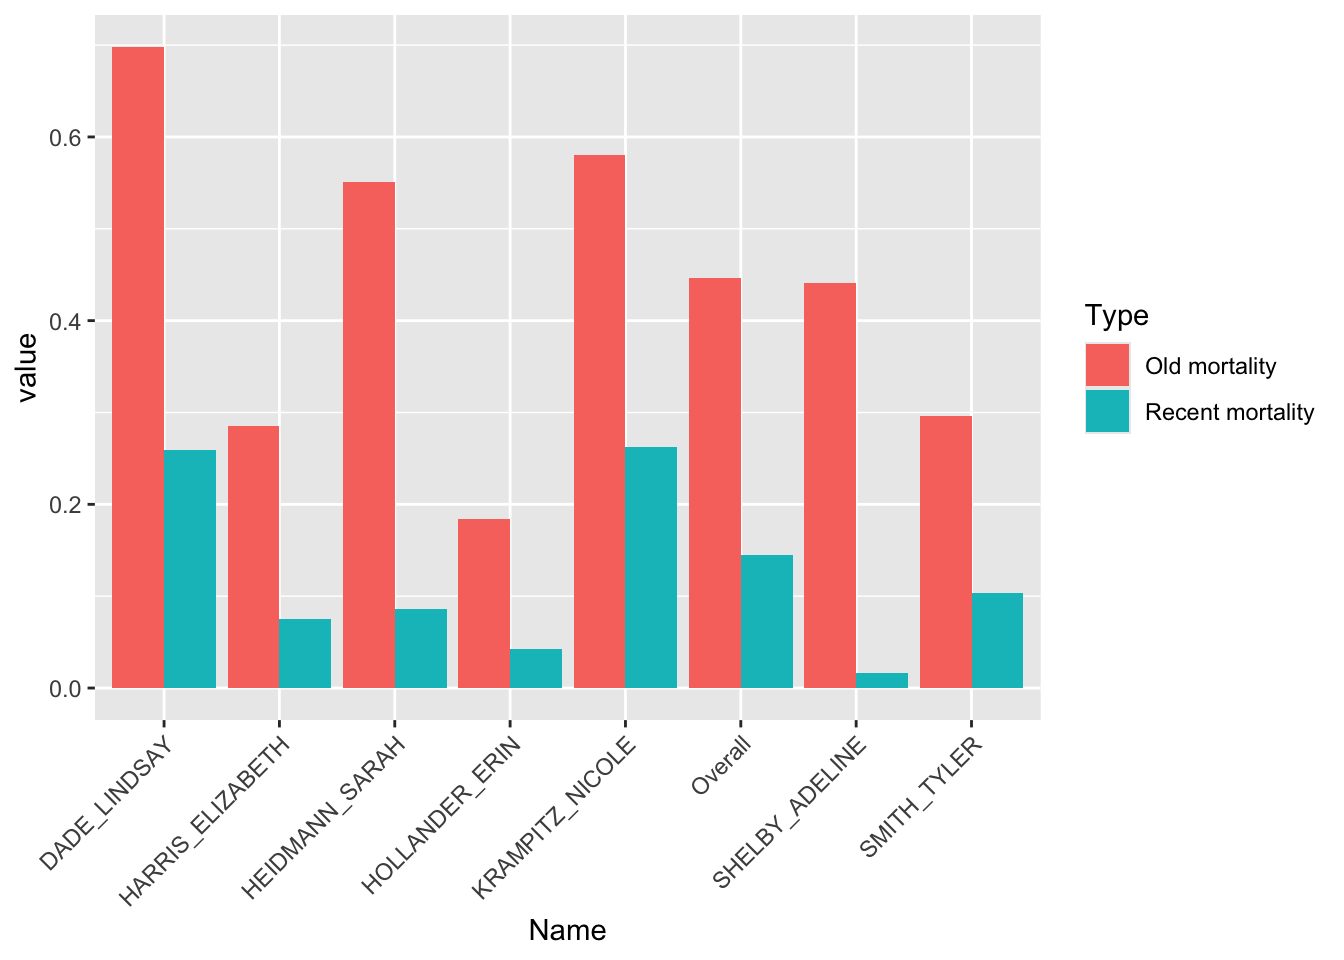 value
0.6
0.4
0.2
0.0
DADE_LINDSAY
HARRIS_ELIZABETH
HEIDMANN_SARAH
HOLLANDER_ERIN
KRAMPITZ_NICOLE
Overall
SHELBY_ADELINE
SMITH_TYLER
Name
Type
Old mortality
Recent mortality